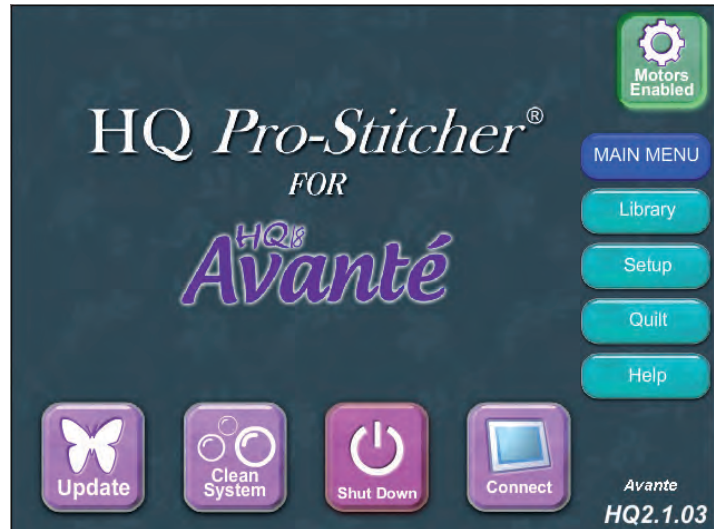 Motors
Enabled
HQ Pro-Stitcher®
FOR
HQ18
Avanté
MAIN MENU
Library
Setup
Quilt
Help
Update
Clean
System
Shut Down
Connect
Avante
HQ2.1.03